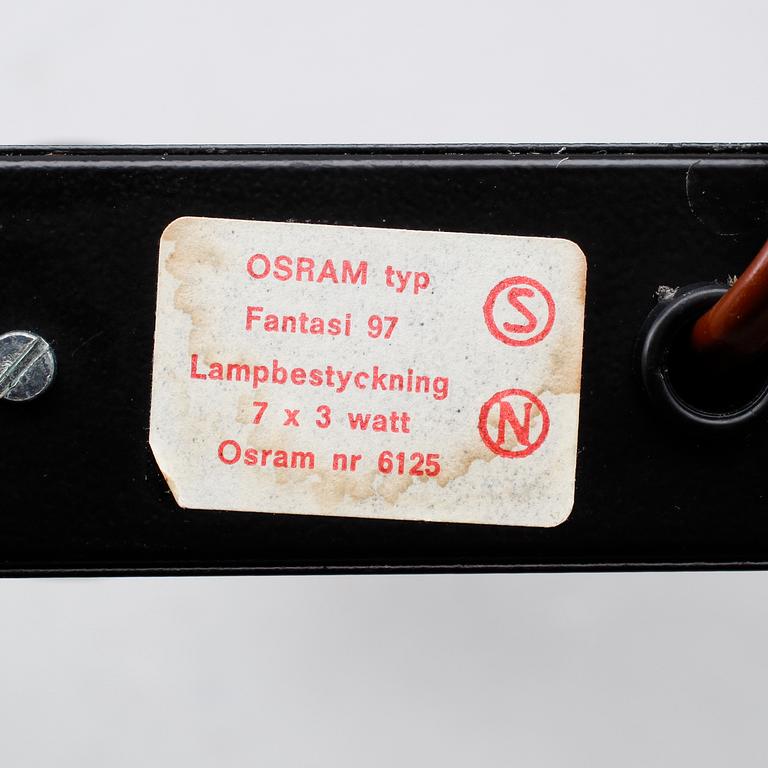 OSRAM typ
Fantasi 97
Lampbestyckning
7 x 3 watt
Osram nr 6125
S
N